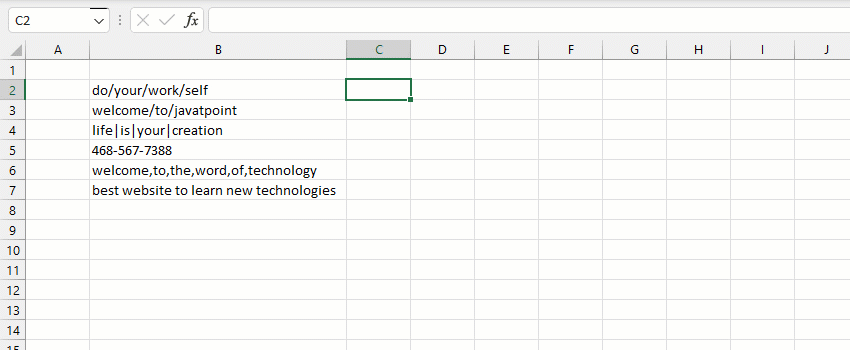 C2 fx
A B C D E F G H I J
1
2 do/your/work/self
3 welcome/to/javatpoint
4 life|is|your|creation
5 468-567-7388
6 welcome,to,the,word,of,technology
7 best website to learn new technologies
8
9
10
11
12
13
14
15